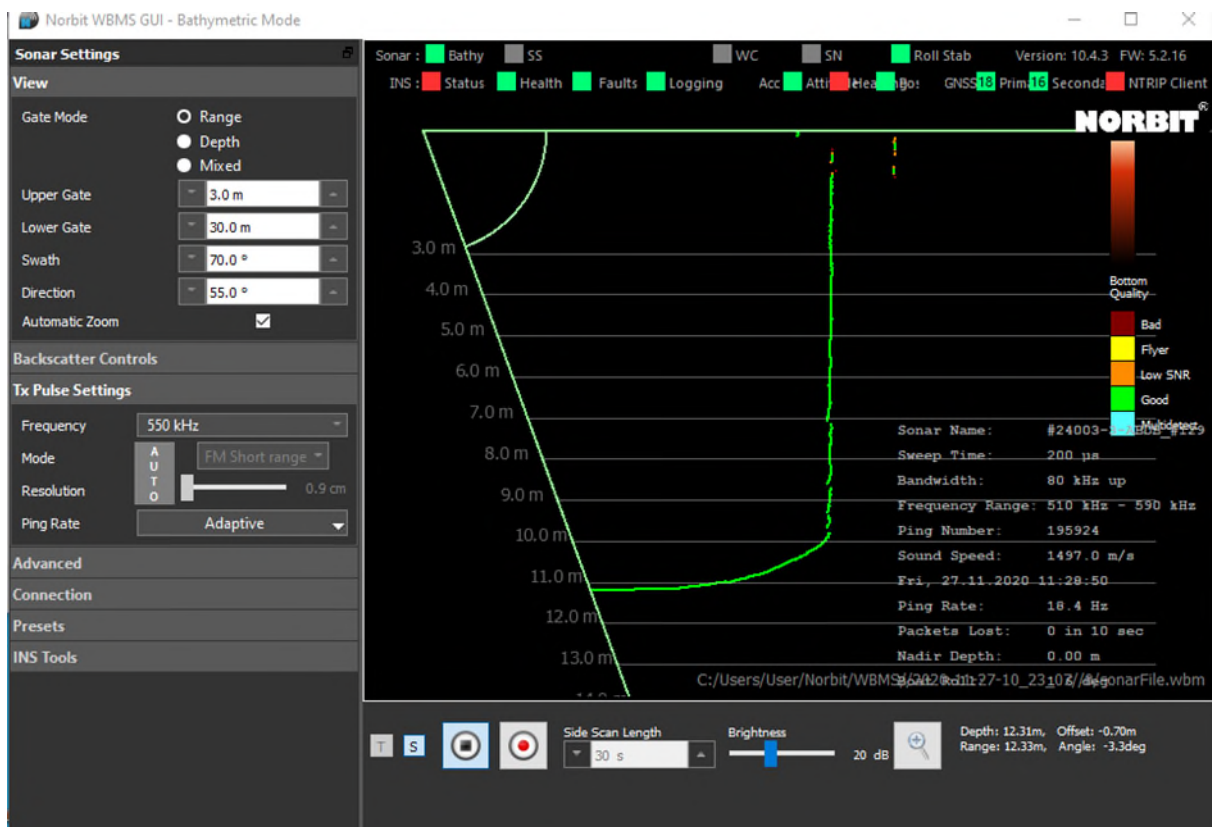 Norbit WBMS GUI - Bathymetric Mode
Sonar Settings
View
Gate Mode
Range
Depth
Mixed
Upper Gate 3.0 m
Lower Gate 30.0 m
Swath 70.0 º
Direction 55.0 º
Automatic Zoom
Backscatter Controls
Tx Pulse Settings
Frequency 550 kHz
Mode AUTO FM Short range
Resolution 0.9 cm
Ping Rate Adaptive
Advanced
Connection
Presets
INS Tools
Sonar : Bathy SS WC SN Roll Stab Version: 10.4.3 FW: 5.2.16
INS : Status Health Faults Logging Acc GNSS 18 16 NTRIP Client
NORBIT®
3.0 m
4.0 m
5.0 m
6.0 m
7.0 m
8.0 m
9.0 m
10.0 m
11.0 m
12.0 m
13.0 m
14.0 m
Bottom
Quality
Bad
Flyer
Low SNR
Good
Multidetect
Sonar Name:
Sweep Time: 200 µs
Bandwidth: 80 kHz up
Frequency Range: 510 kHz - 590 kHz
Ping Number: 195924
Sound Speed: 1497.0 m/s
Fri, 27.11.2020 11:28:50
Ping Rate: 18.4 Hz
Packets Lost: 0 in 10 sec
Nadir Depth: 0.00 m
C:/Users/User/Norbit/WBMS
T S
Side Scan Length
30 s
Brightness
20 dB
Depth: 12.31m, Offset: -0.70m
Range: 12.33m, Angle: -3.3deg